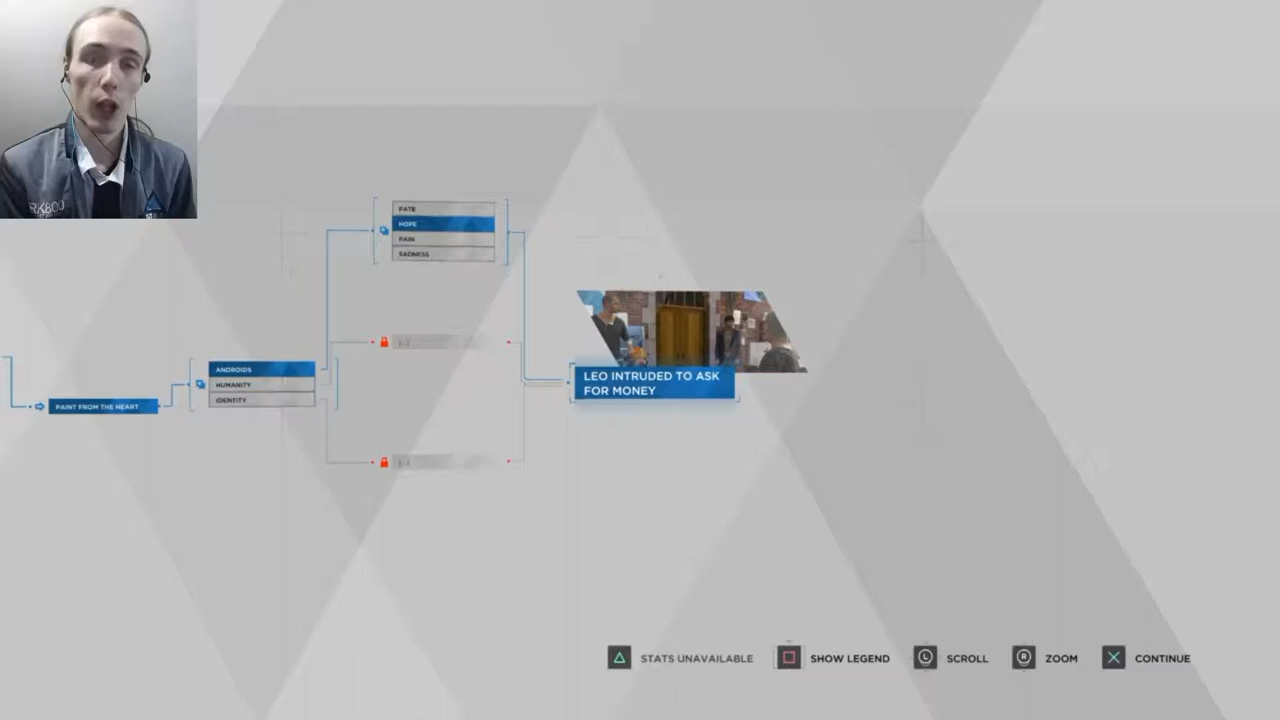 RK800
FATE
HOPE
PAIN
SADNESS
ANDROIDS
HUMANITY
IDENTITY
PAINT FROM THE HEART
LEO INTRUDED TO ASK
FOR MONEY
STATS UNAVAILABLE
SHOW LEGEND
L
SCROLL
R
ZOOM
CONTINUE